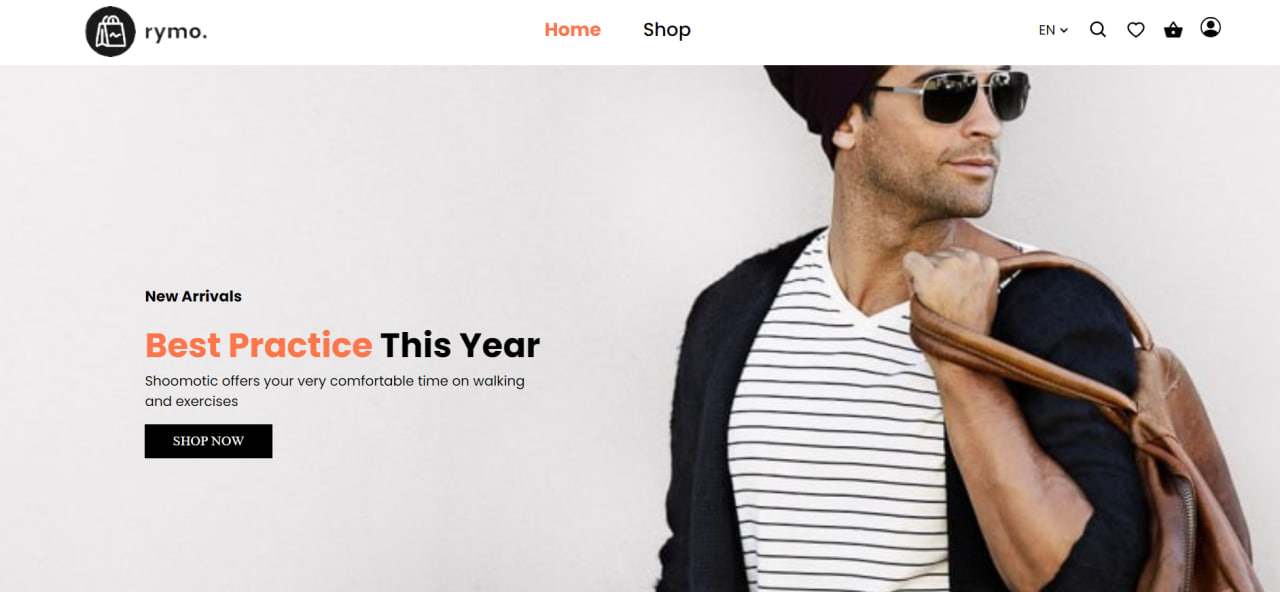 rymo.
Home
Shop
EN
New Arrivals
Best Practice This Year
Shoomotic offers your very comfortable time on walking
and exercises
SHOP NOW